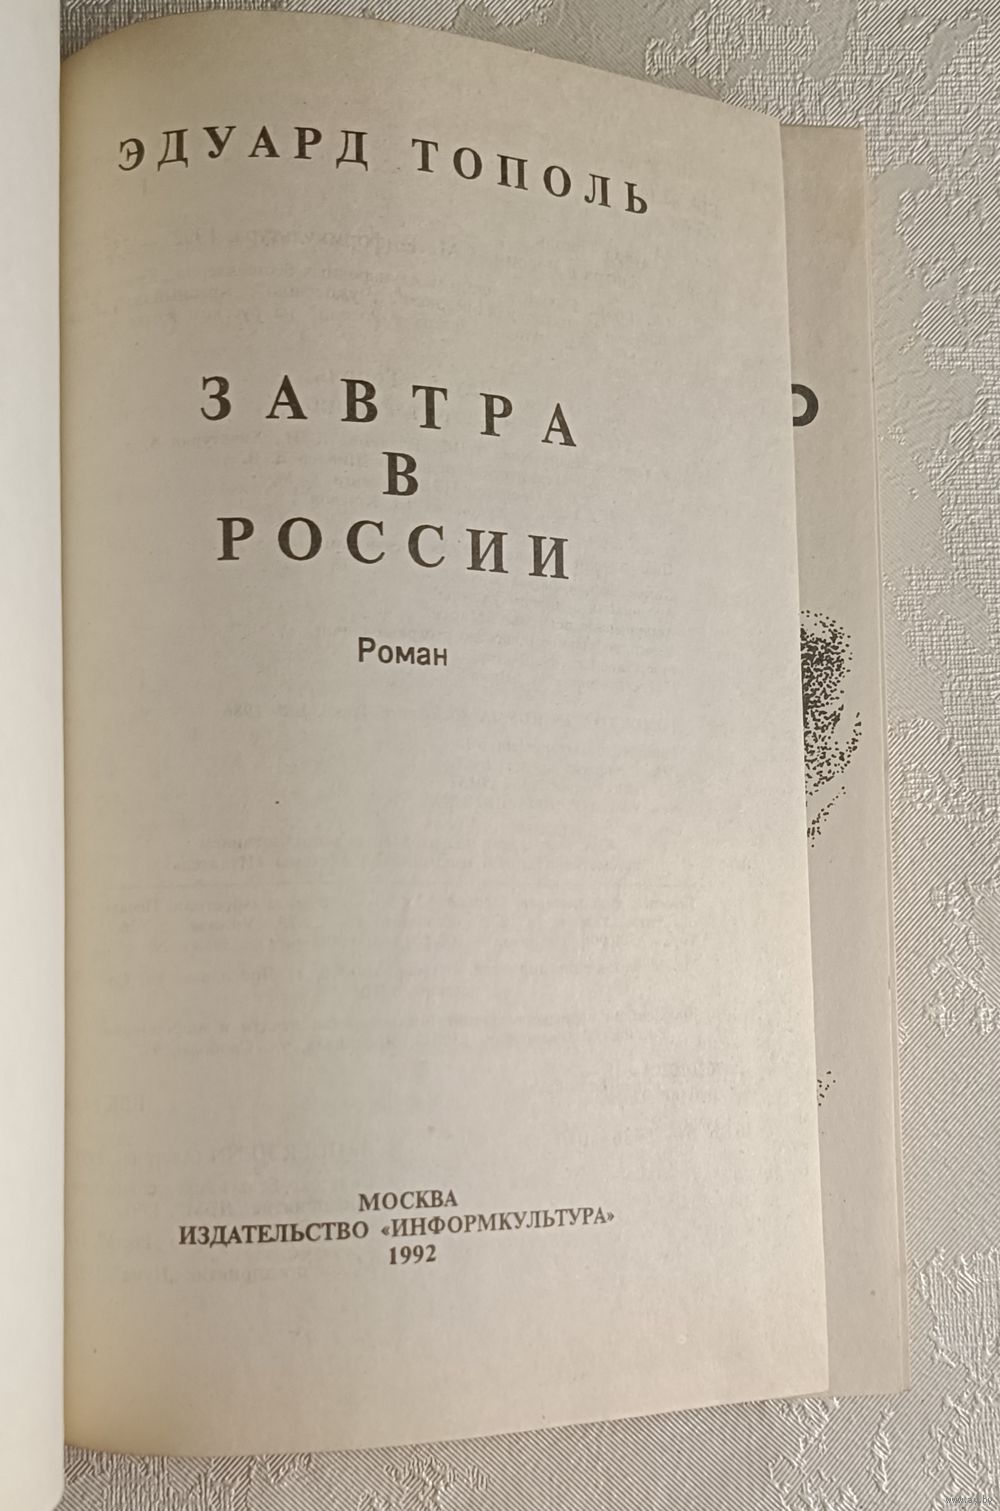 ЭДУАРД ТОПОЛЬ
ЗАВТРА
В
РОССИИ
Роман
МОСКВА
ИЗДАТЕЛЬСТВО «ИНФОРМКУЛЬТУРА»
1992